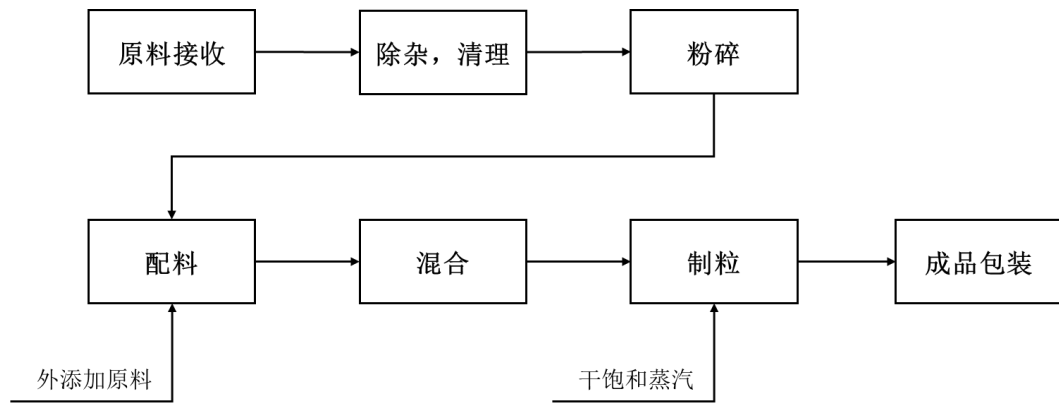 原料接收
除杂，清理
粉碎
配料
混合
制粒
成品包装
外添加原料
干饱和蒸汽